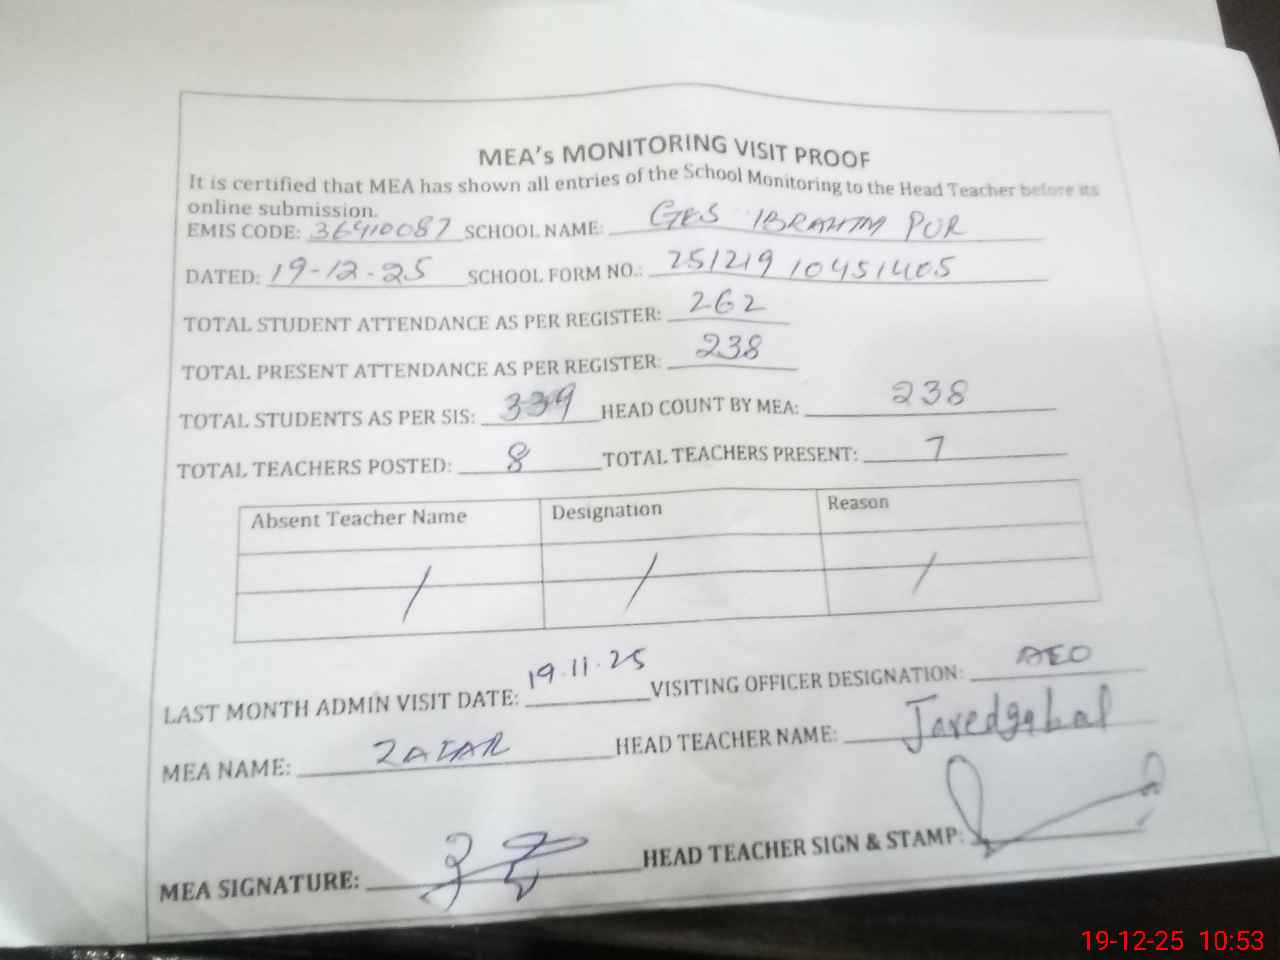 MEA's MONITORING VISIT PROOF
It is certified that MEA has shown all entries of the School Monitoring to the Head Teacher before its
online submission.
EMIS CODE: 36410087 SCHOOL NAME: GES IBRAHIM PUR
DATED: 19-12-25 SCHOOL FORM NO.: 251219 10451405
TOTAL STUDENT ATTENDANCE AS PER REGISTER: 262
TOTAL PRESENT ATTENDANCE AS PER REGISTER: 238
TOTAL STUDENTS AS PER SIS: 339 HEAD COUNT BY MEA: 238
TOTAL TEACHERS POSTED: 8 TOTAL TEACHERS PRESENT: 7
Absent Teacher Name Designation Reason
/ / /
LAST MONTH ADMIN VISIT DATE: 19.11.25 VISITING OFFICER DESIGNATION: AEO
MEA NAME: ZAFAR HEAD TEACHER NAME: Javed Iqbal
MEA SIGNATURE: HEAD TEACHER SIGN & STAMP:
19-12-25 10:53